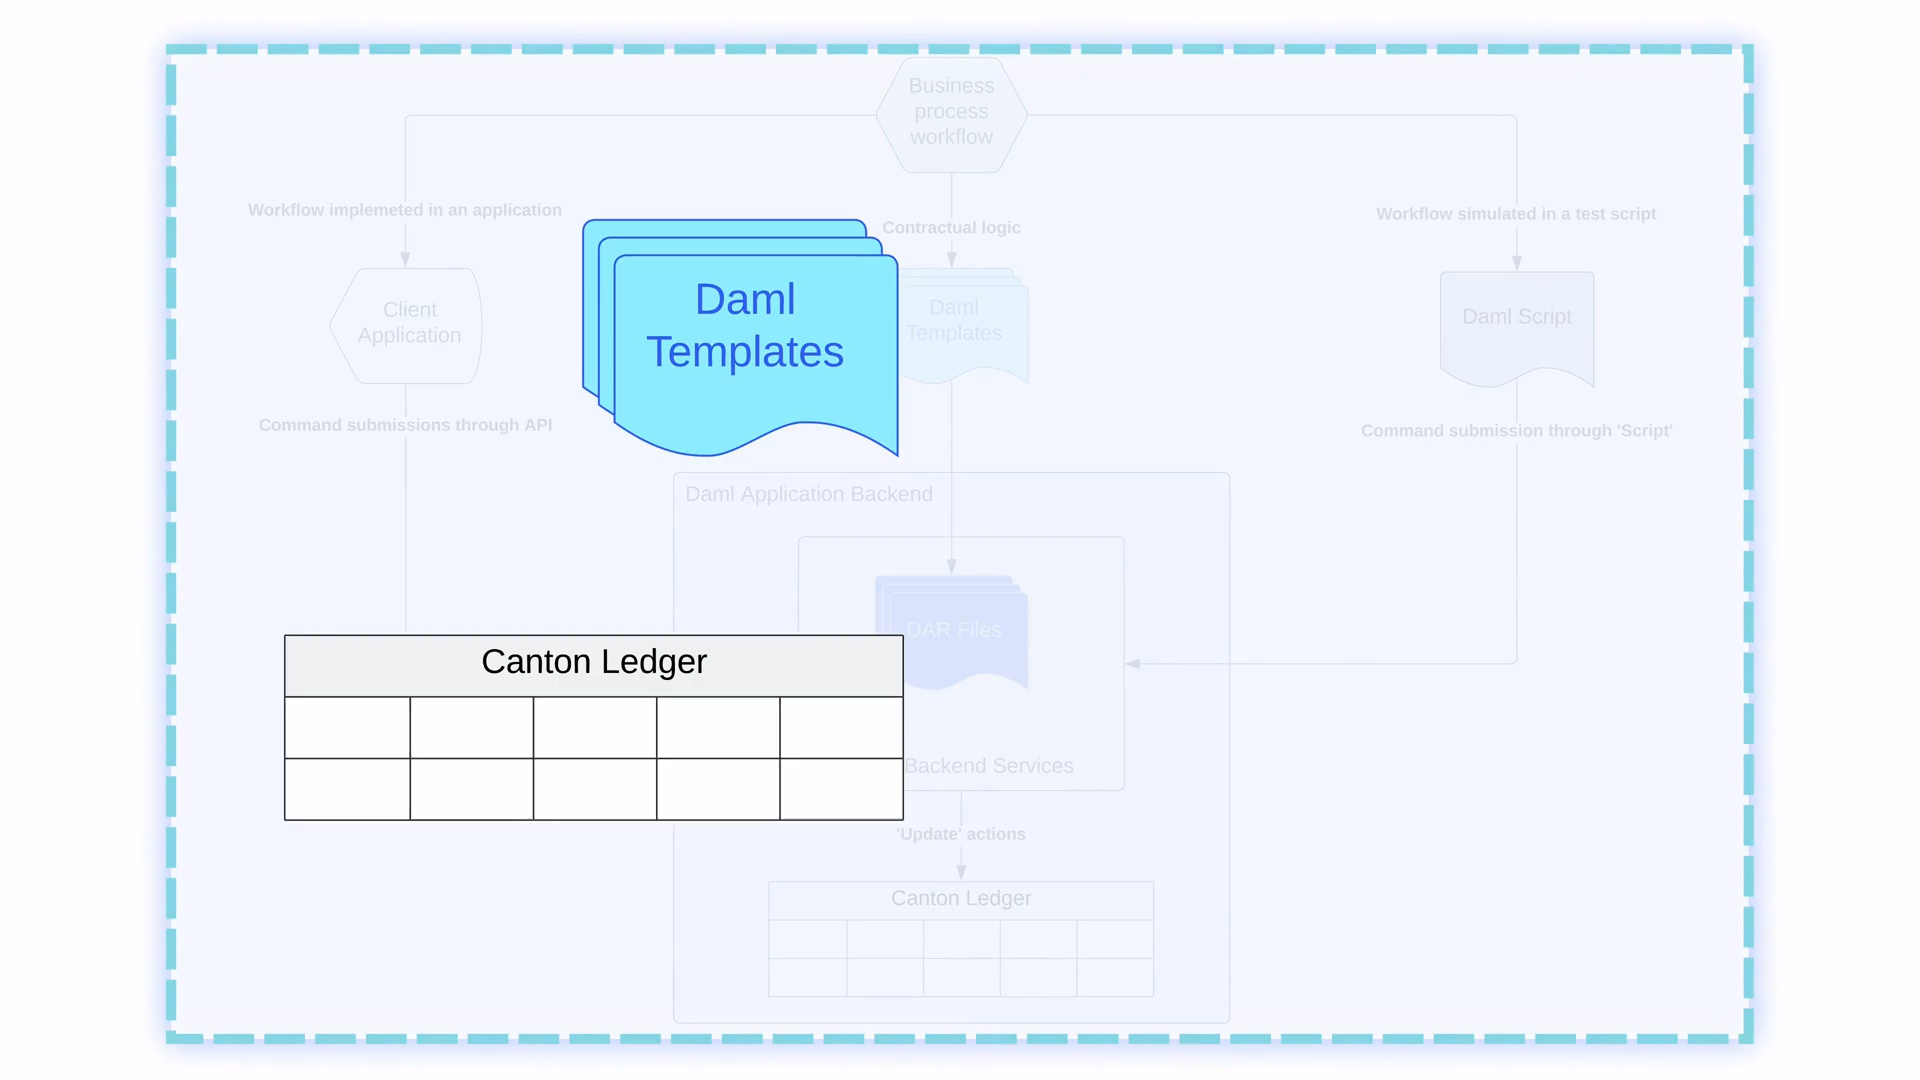 Business
process
workflow
Workflow implemeted in an application
Contractual logic
Workflow simulated in a test script
Daml
Templates
Client
Application
Daml
Templates
Daml Script
Command submissions through API
Command submission through 'Script'
Daml Application Backend
DAR Files
Canton Ledger
Backend Services
'Update' actions
Canton Ledger